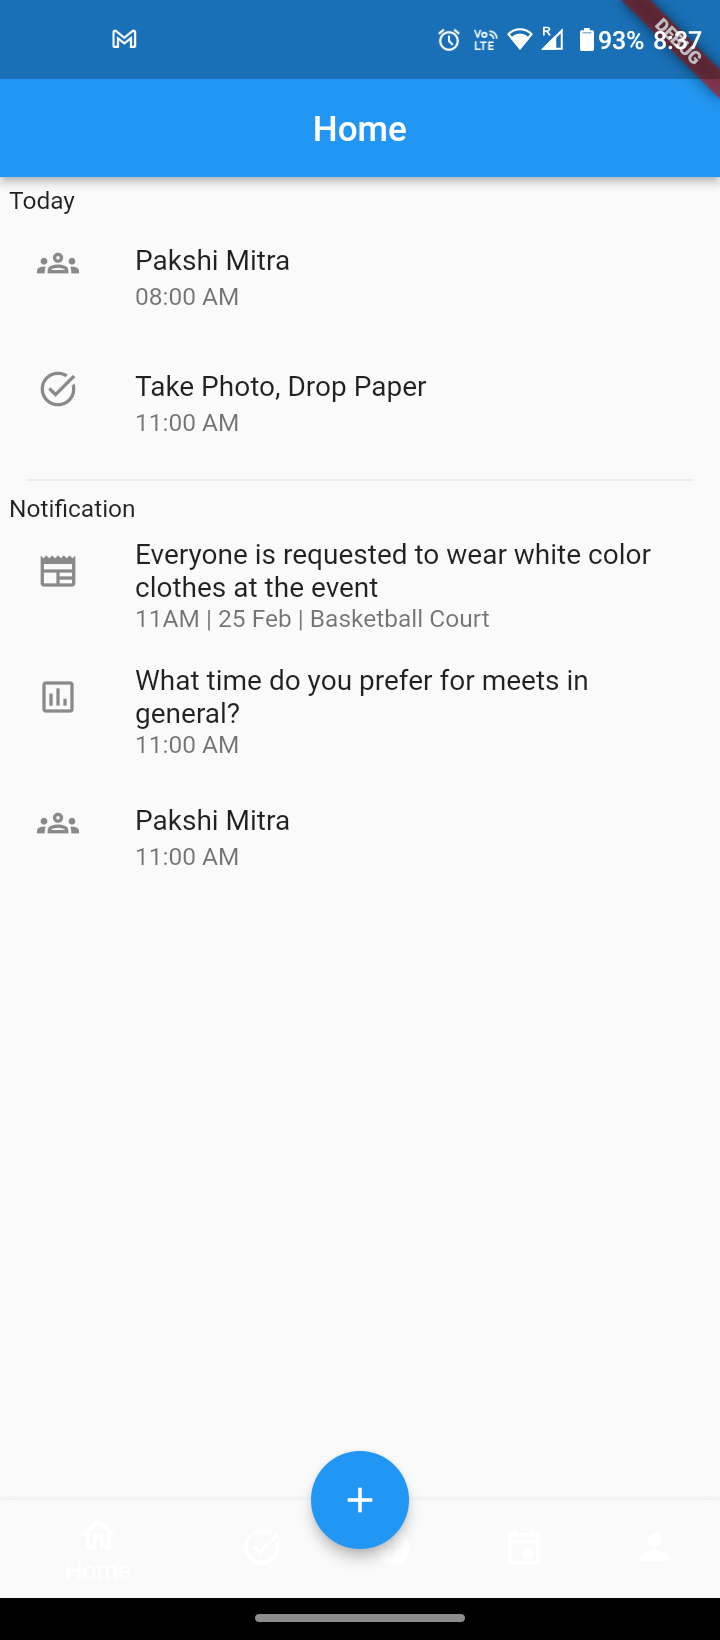 Vo LTE R 93% 8:37
DEBUG
Home
Today
Pakshi Mitra
08:00 AM
Take Photo, Drop Paper
11:00 AM
Notification
Everyone is requested to wear white color
clothes at the event
11AM | 25 Feb | Basketball Court
What time do you prefer for meets in
general?
11:00 AM
Pakshi Mitra
11:00 AM
Home